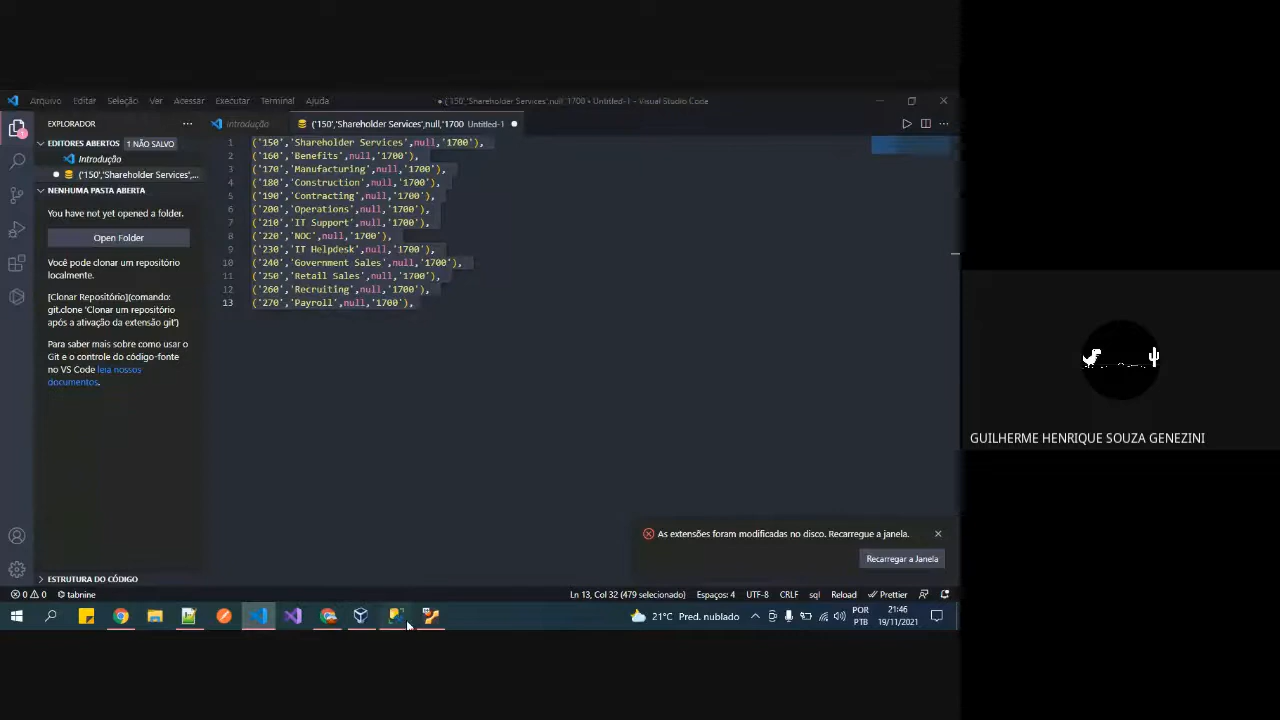 Arquivo Editar Seleção Ver Acessar Executar Terminal Ajuda
● ('150','Shareholder Services',null,'1700 • Untitled-1 - Visual Studio Code
EXPLORADOR
Introdução
('150','Shareholder Services',null,'1700 Untitled-1
EDITORES ABERTOS 1 NÃO SALVO
Introdução
('150','Shareholder Services',...
NENHUMA PASTA ABERTA
You have not yet opened a folder.
Open Folder
Você pode clonar um repositório
localmente.
[Clonar Repositório](comando:
git.clone 'Clonar um repositório
após a ativação da extensão git')
Para saber mais sobre como usar o
Git e o controle do código-fonte
no VS Code leia nossos
documentos.
ESTRUTURA DO CÓDIGO
1 ('150','Shareholder Services',null,'1700'),
2 ('160','Benefits',null,'1700'),
3 ('170','Manufacturing',null,'1700'),
4 ('180','Construction',null,'1700'),
5 ('190','Contracting',null,'1700'),
6 ('200','Operations',null,'1700'),
7 ('210','IT Support',null,'1700'),
8 ('220','NOC',null,'1700'),
9 ('230','IT Helpdesk',null,'1700'),
10 ('240','Government Sales',null,'1700'),
11 ('250','Retail Sales',null,'1700'),
12 ('260','Recruiting',null,'1700'),
13 ('270','Payroll',null,'1700'),
As extensões foram modificadas no disco. Recarregue a janela.
Recarregar a Janela
0 0 tabnine
Ln 13, Col 32 (479 selecionado) Espaços: 4 UTF-8 CRLF sql Reload Prettier
21°C Pred. nublado
POR
PTB
21:46
19/11/2021
GUILHERME HENRIQUE SOUZA GENEZINI